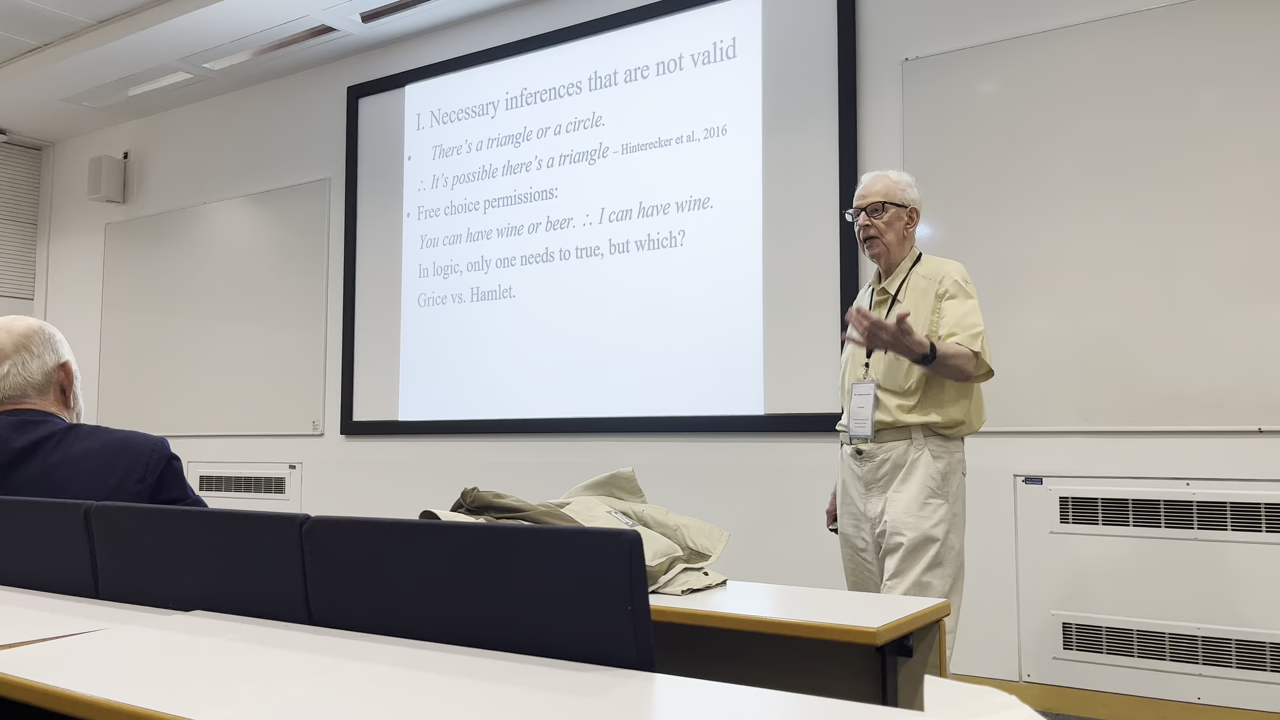 I. Necessary inferences that are not valid
• There's a triangle or a circle.
∴ It's possible there's a triangle – Hinterecker et al., 2016
• Free choice permissions:
You can have wine or beer. ∴ I can have wine.
In logic, only one needs to true, but which?
Grice vs. Hamlet.